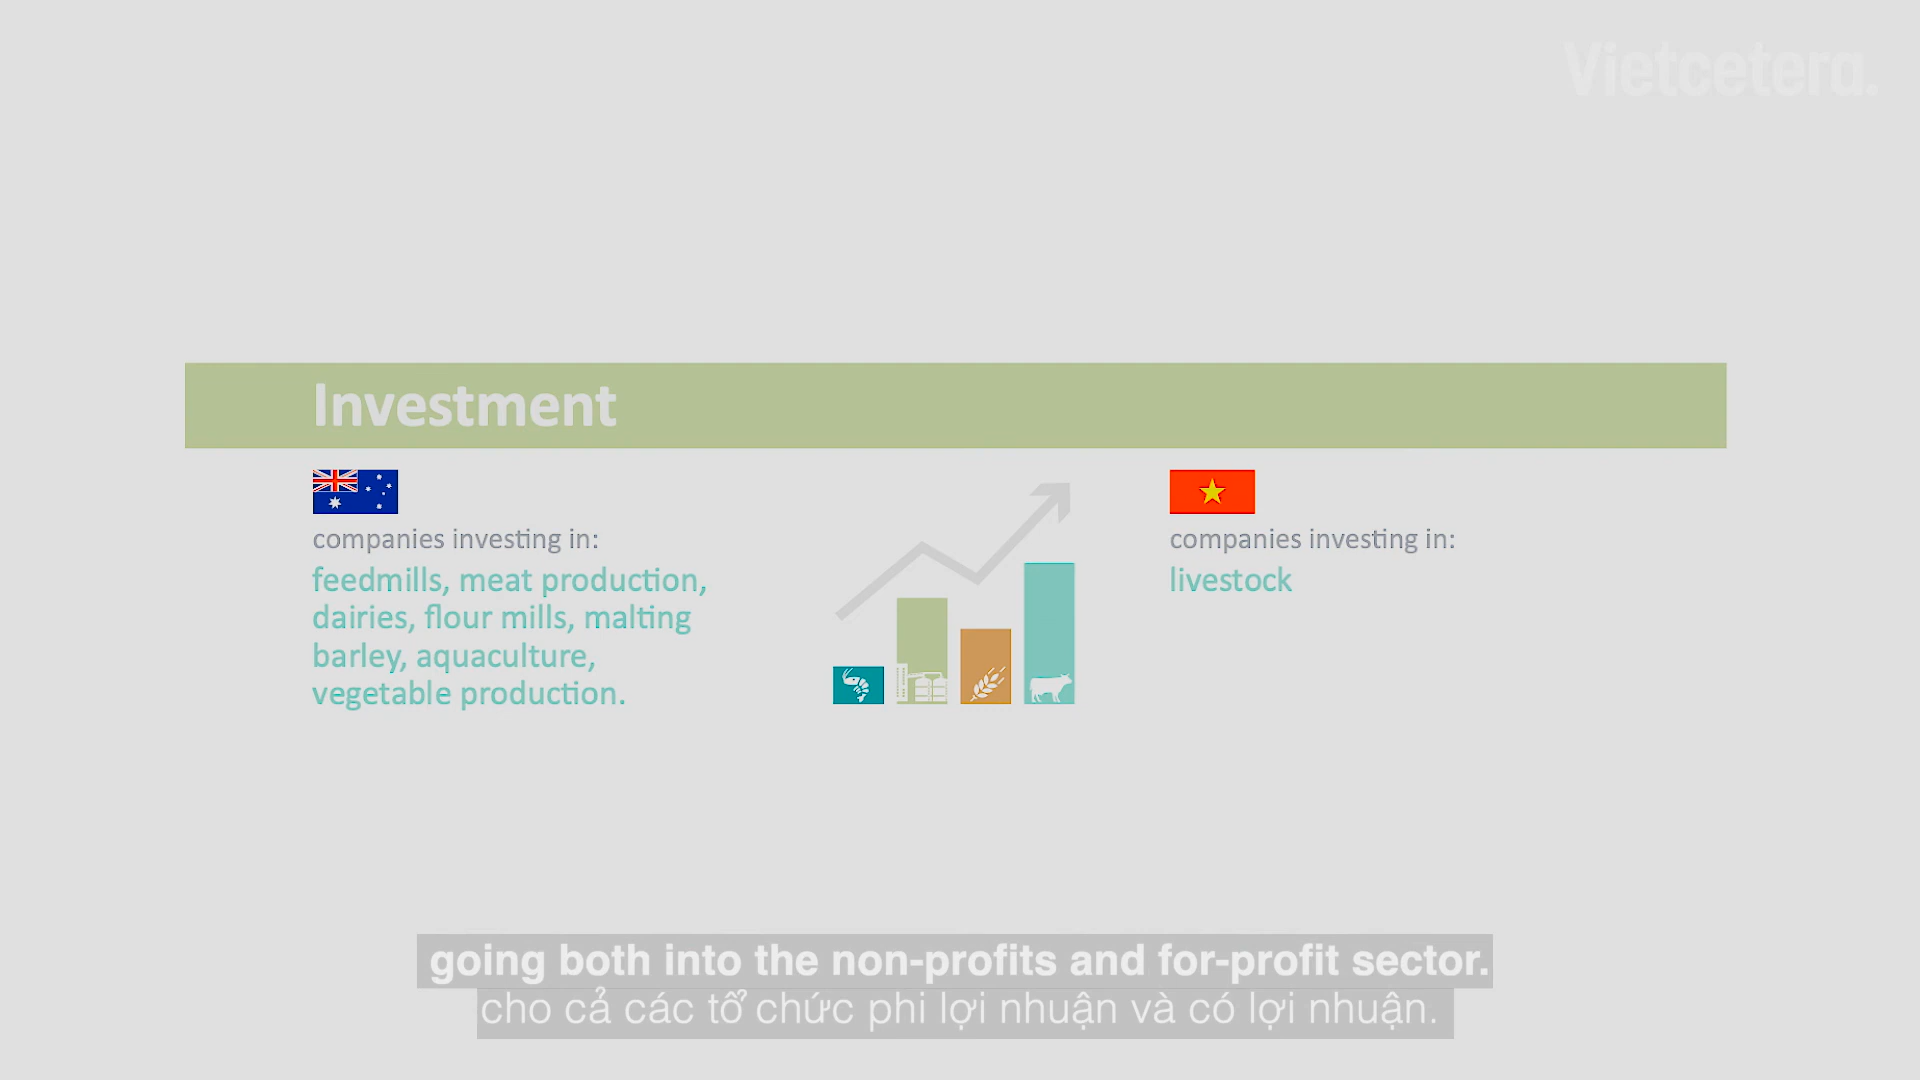 Vietcetera.
Investment
companies investing in:
feedmills, meat production,
dairies, flour mills, malting
barley, aquaculture,
vegetable production.
companies investing in:
livestock
going both into the non-profits and for-profit sector.
cho cả các tổ chức phi lợi nhuận và có lợi nhuận.